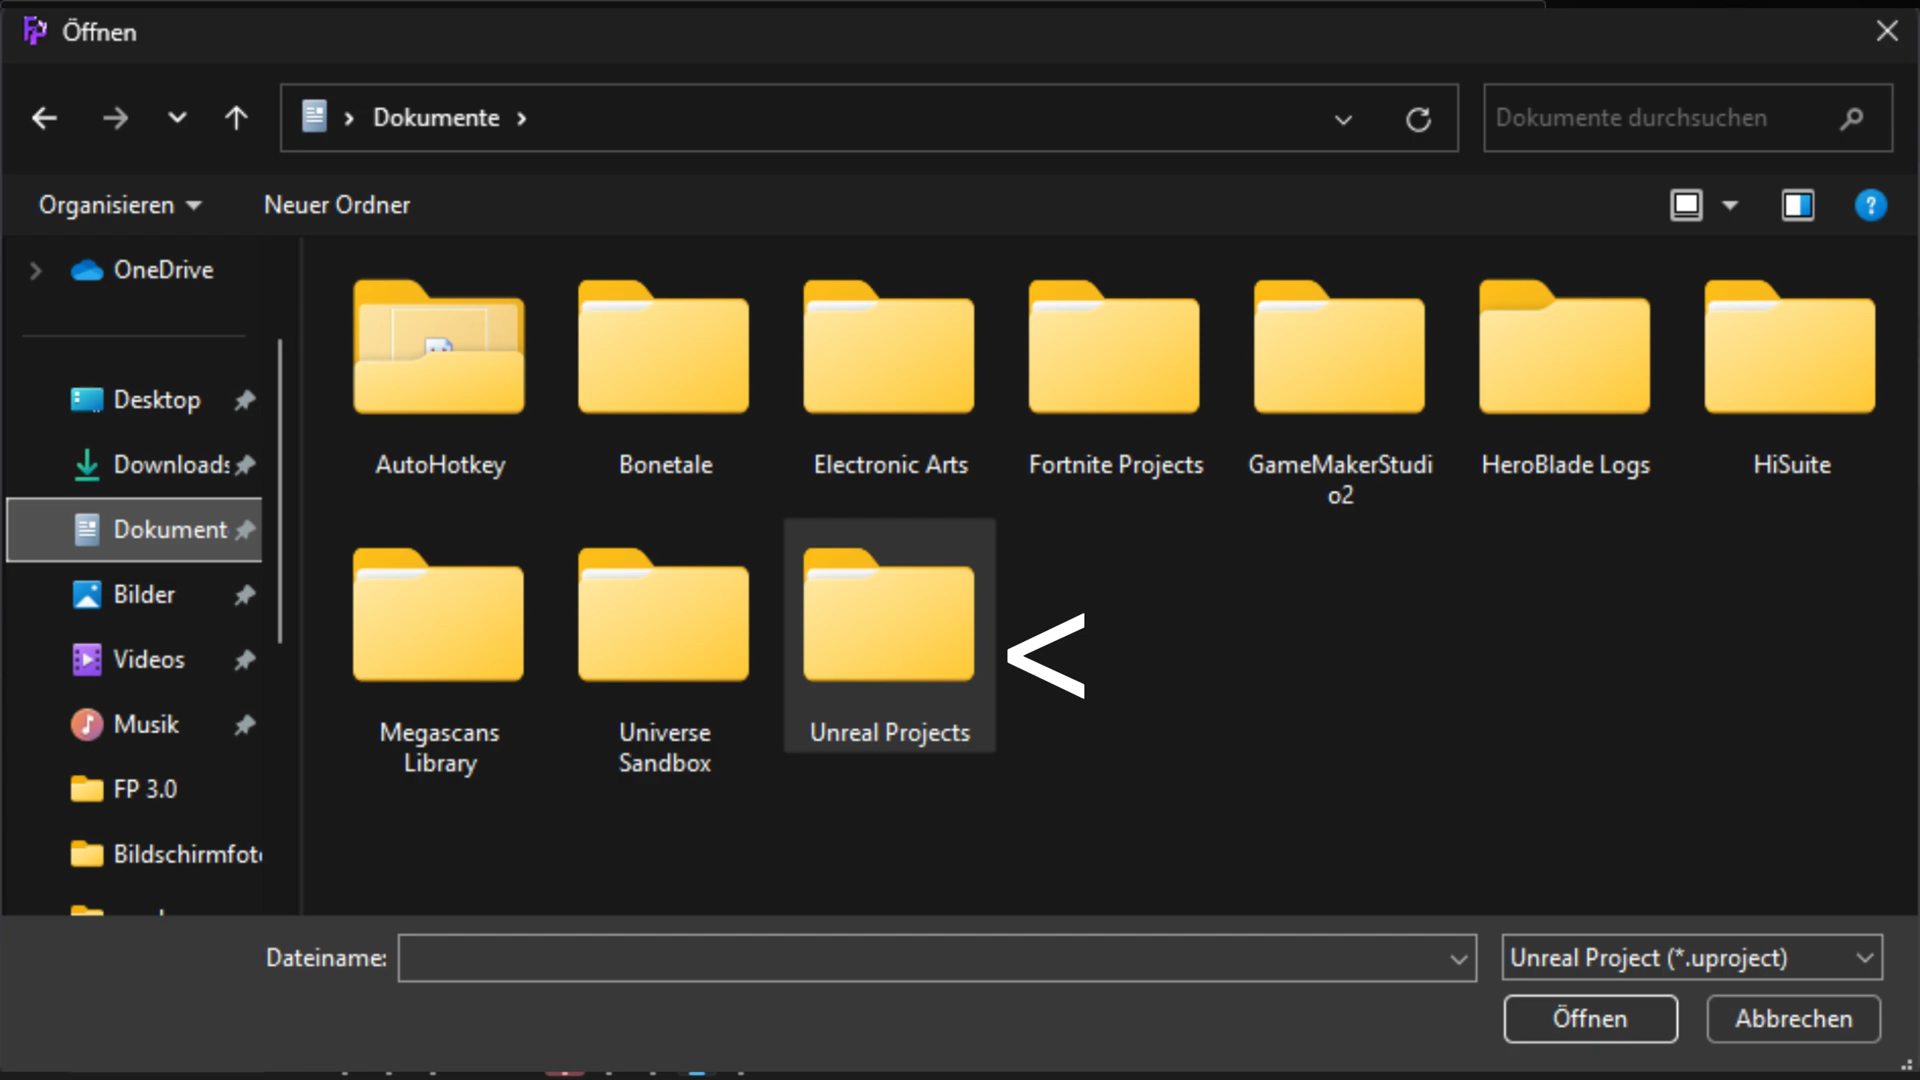 Öffnen
Dokumente
Dokumente durchsuchen
Organisieren
Neuer Ordner
OneDrive
Desktop
Downloads
Dokument
Bilder
Videos
Musik
FP 3.0
Bildschirmfot
AutoHotkey
Bonetale
Electronic Arts
Fortnite Projects
GameMakerStudi
o2
HeroBlade Logs
HiSuite
Megascans
Library
Universe
Sandbox
Unreal Projects
<
Dateiname:
Unreal Project (*.uproject)
Öffnen
Abbrechen